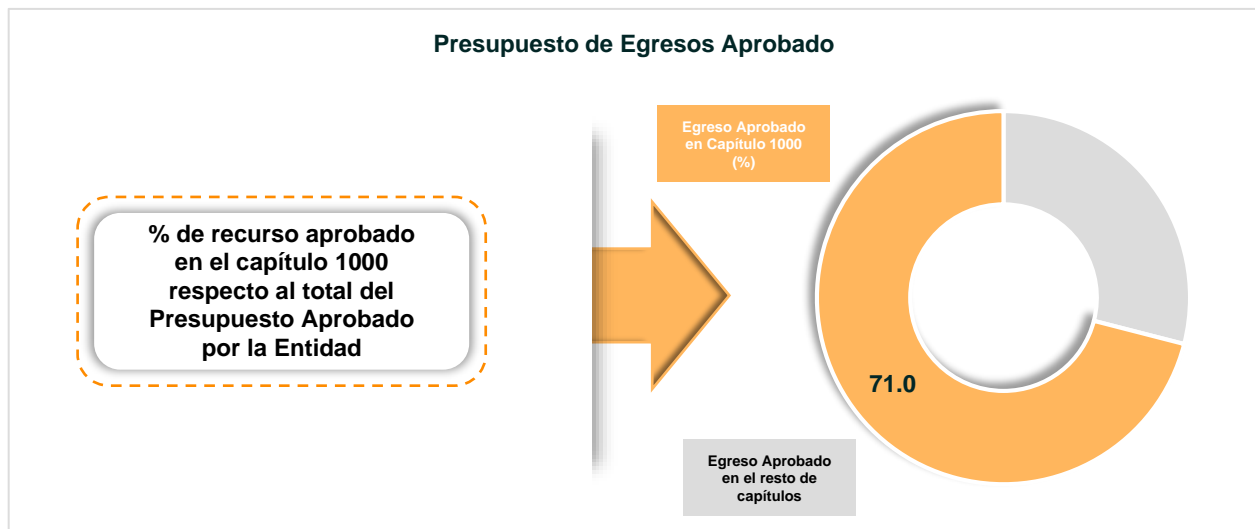 Presupuesto de Egresos Aprobado
Egreso Aprobado
en Capítulo 1000
(%)
% de recurso aprobado
en el capítulo 1000
respecto al total del
Presupuesto Aprobado
por la Entidad
71.0
Egreso Aprobado
en el resto de
capítulos